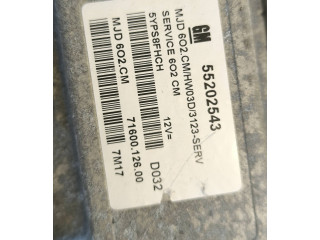 GM
55202543
MJD 6O2.CM/HW03D/3123-SERV
SERVICE 6O2 CM
5YPS8FHCH
12V=
D032
MJD 6O2.CM
71600.126.00
7M17